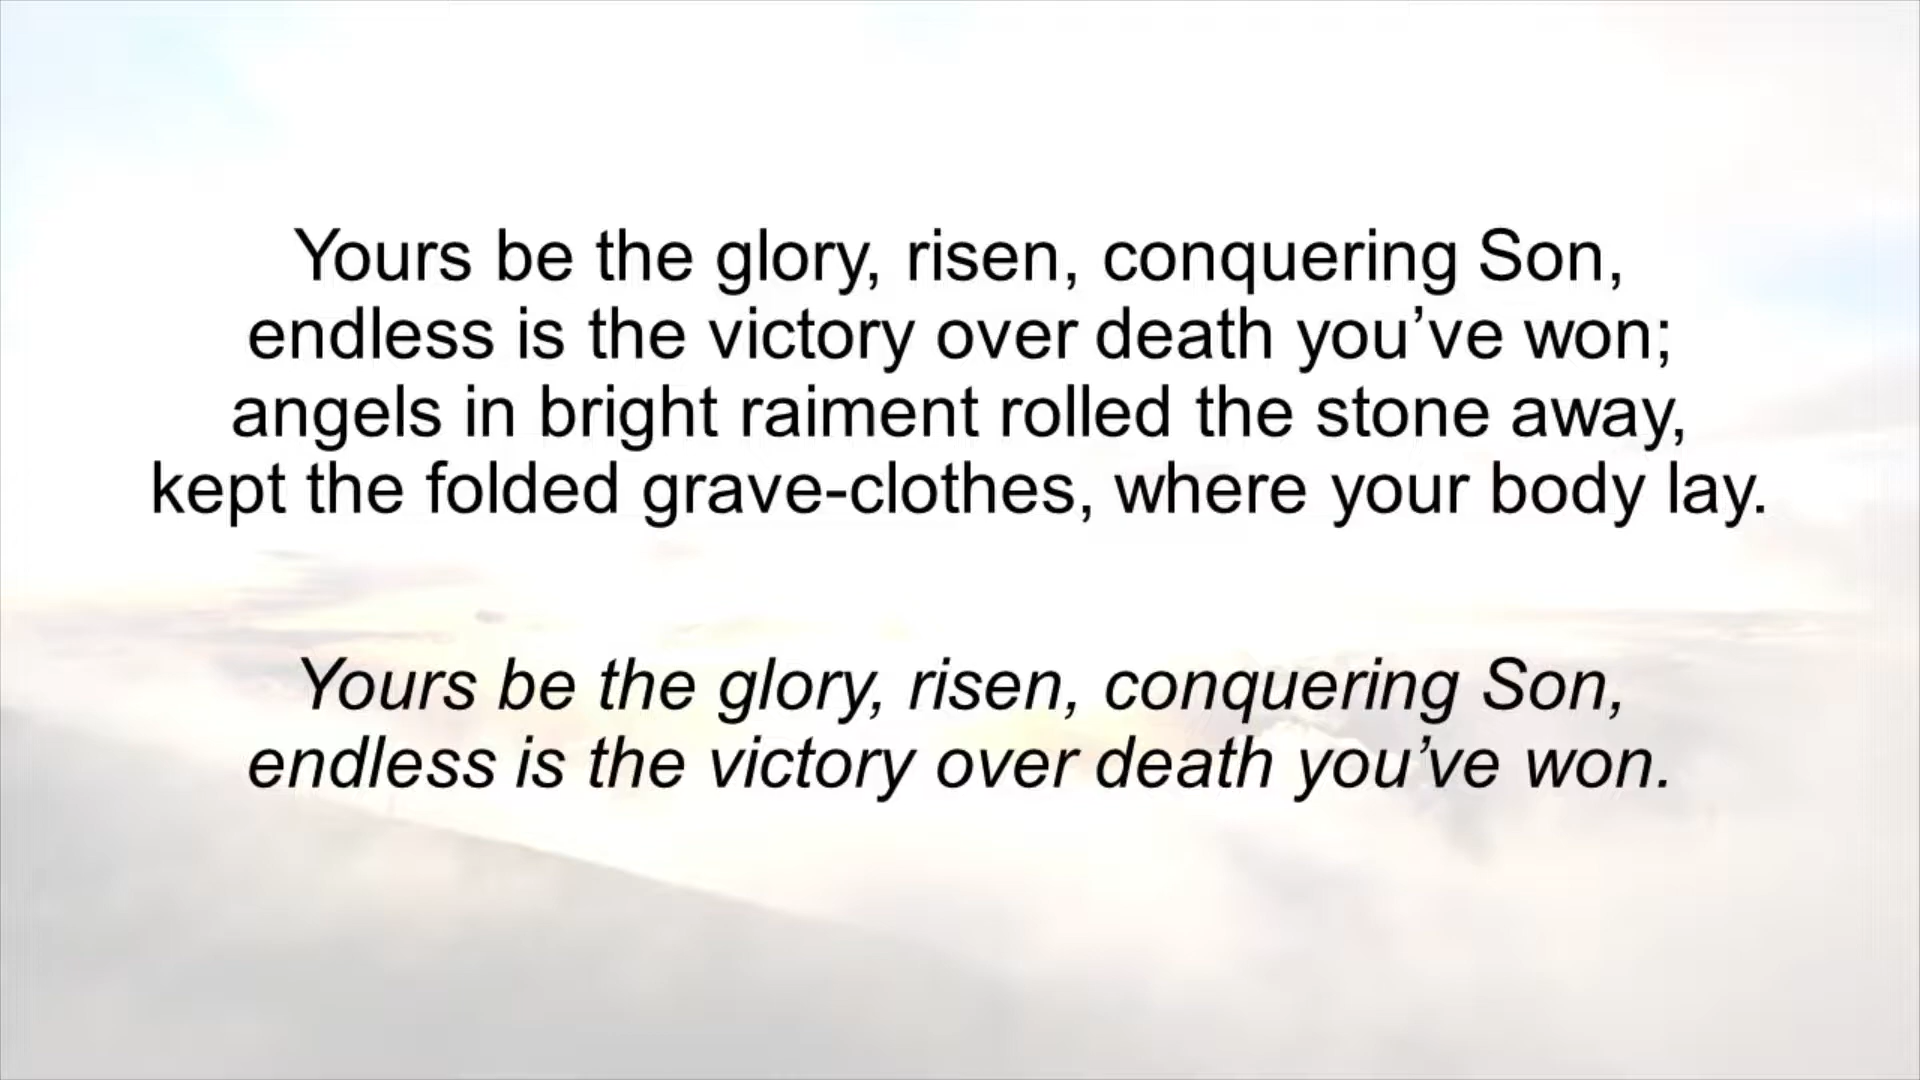 Yours be the glory, risen, conquering Son,
endless is the victory over death you’ve won;
angels in bright raiment rolled the stone away,
kept the folded grave-clothes, where your body lay.
Yours be the glory, risen, conquering Son,
endless is the victory over death you’ve won.